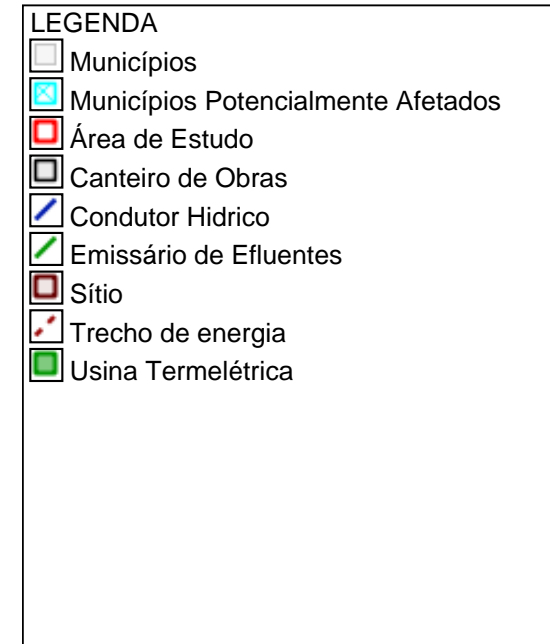 LEGENDA
Municípios
Municípios Potencialmente Afetados
Área de Estudo
Canteiro de Obras
Condutor Hidrico
Emissário de Efluentes
Sítio
Trecho de energia
Usina Termelétrica